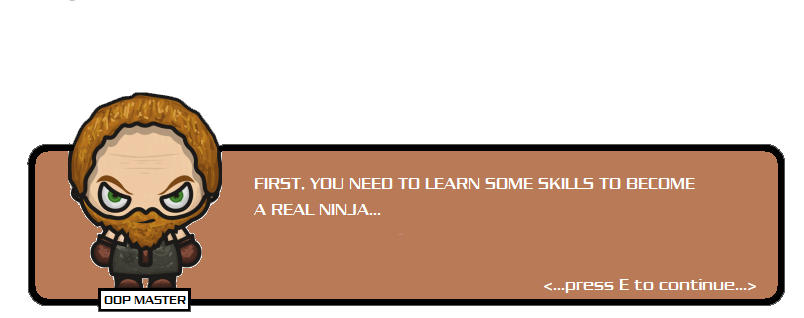 FIRST, YOU NEED TO LEARN SOME SKILLS TO BECOME
A REAL NINJA...
<...press E to continue...>
OOP MASTER